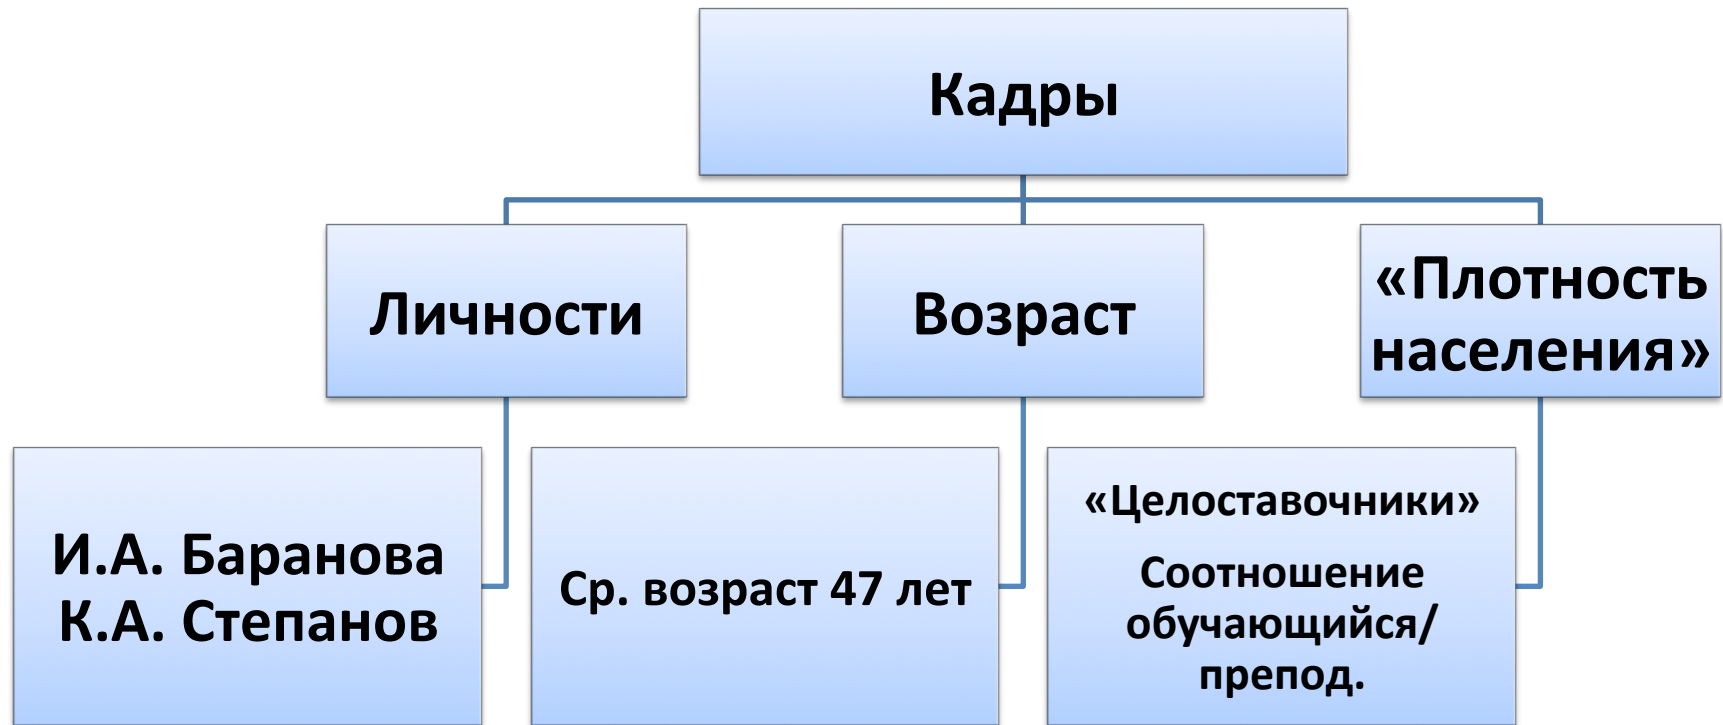 Кадры
Личности
Возраст
«Плотность
населения»
И.А. Баранова
К.А. Степанов
Ср. возраст 47 лет
«Целоставочники»
Соотношение
обучающийся/
препод.